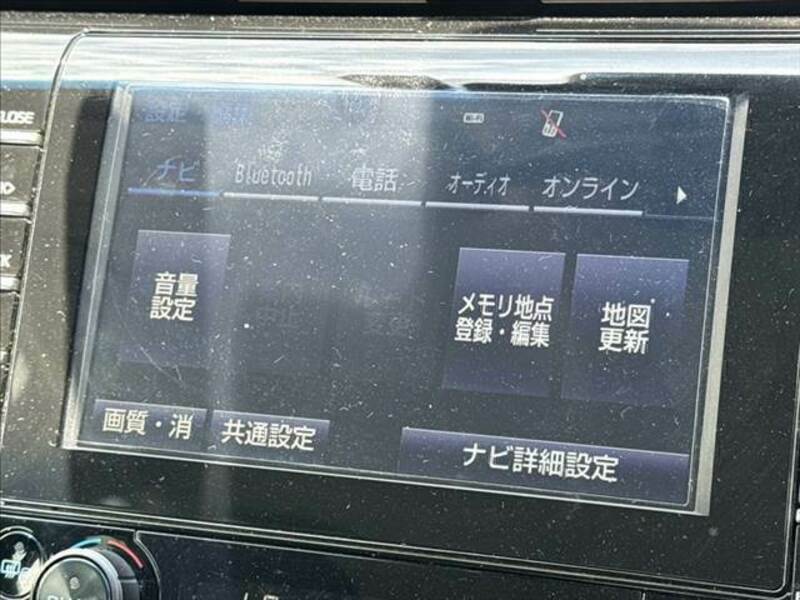 設定・編集
ナビ
Bluetooth
電話
オーディオ
オンライン
音量
設定
メモリ地点
登録・編集
地図
更新
画質・消
共通設定
ナビ詳細設定